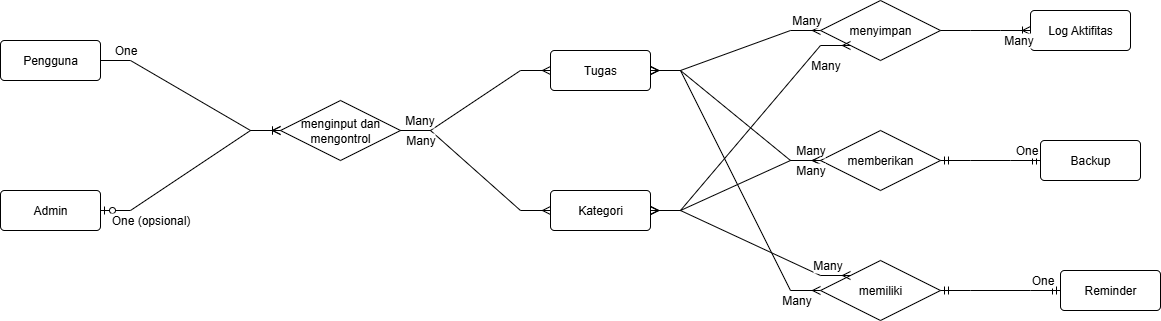 Many
menyimpan
Log Aktifitas
Many
One
Pengguna
Tugas
Many
menginput dan
mengontrol
Many
Many
Many
Many
memberikan
One
Backup
Admin
One (opsional)
Kategori
Many
Many
memiliki
One
Reminder